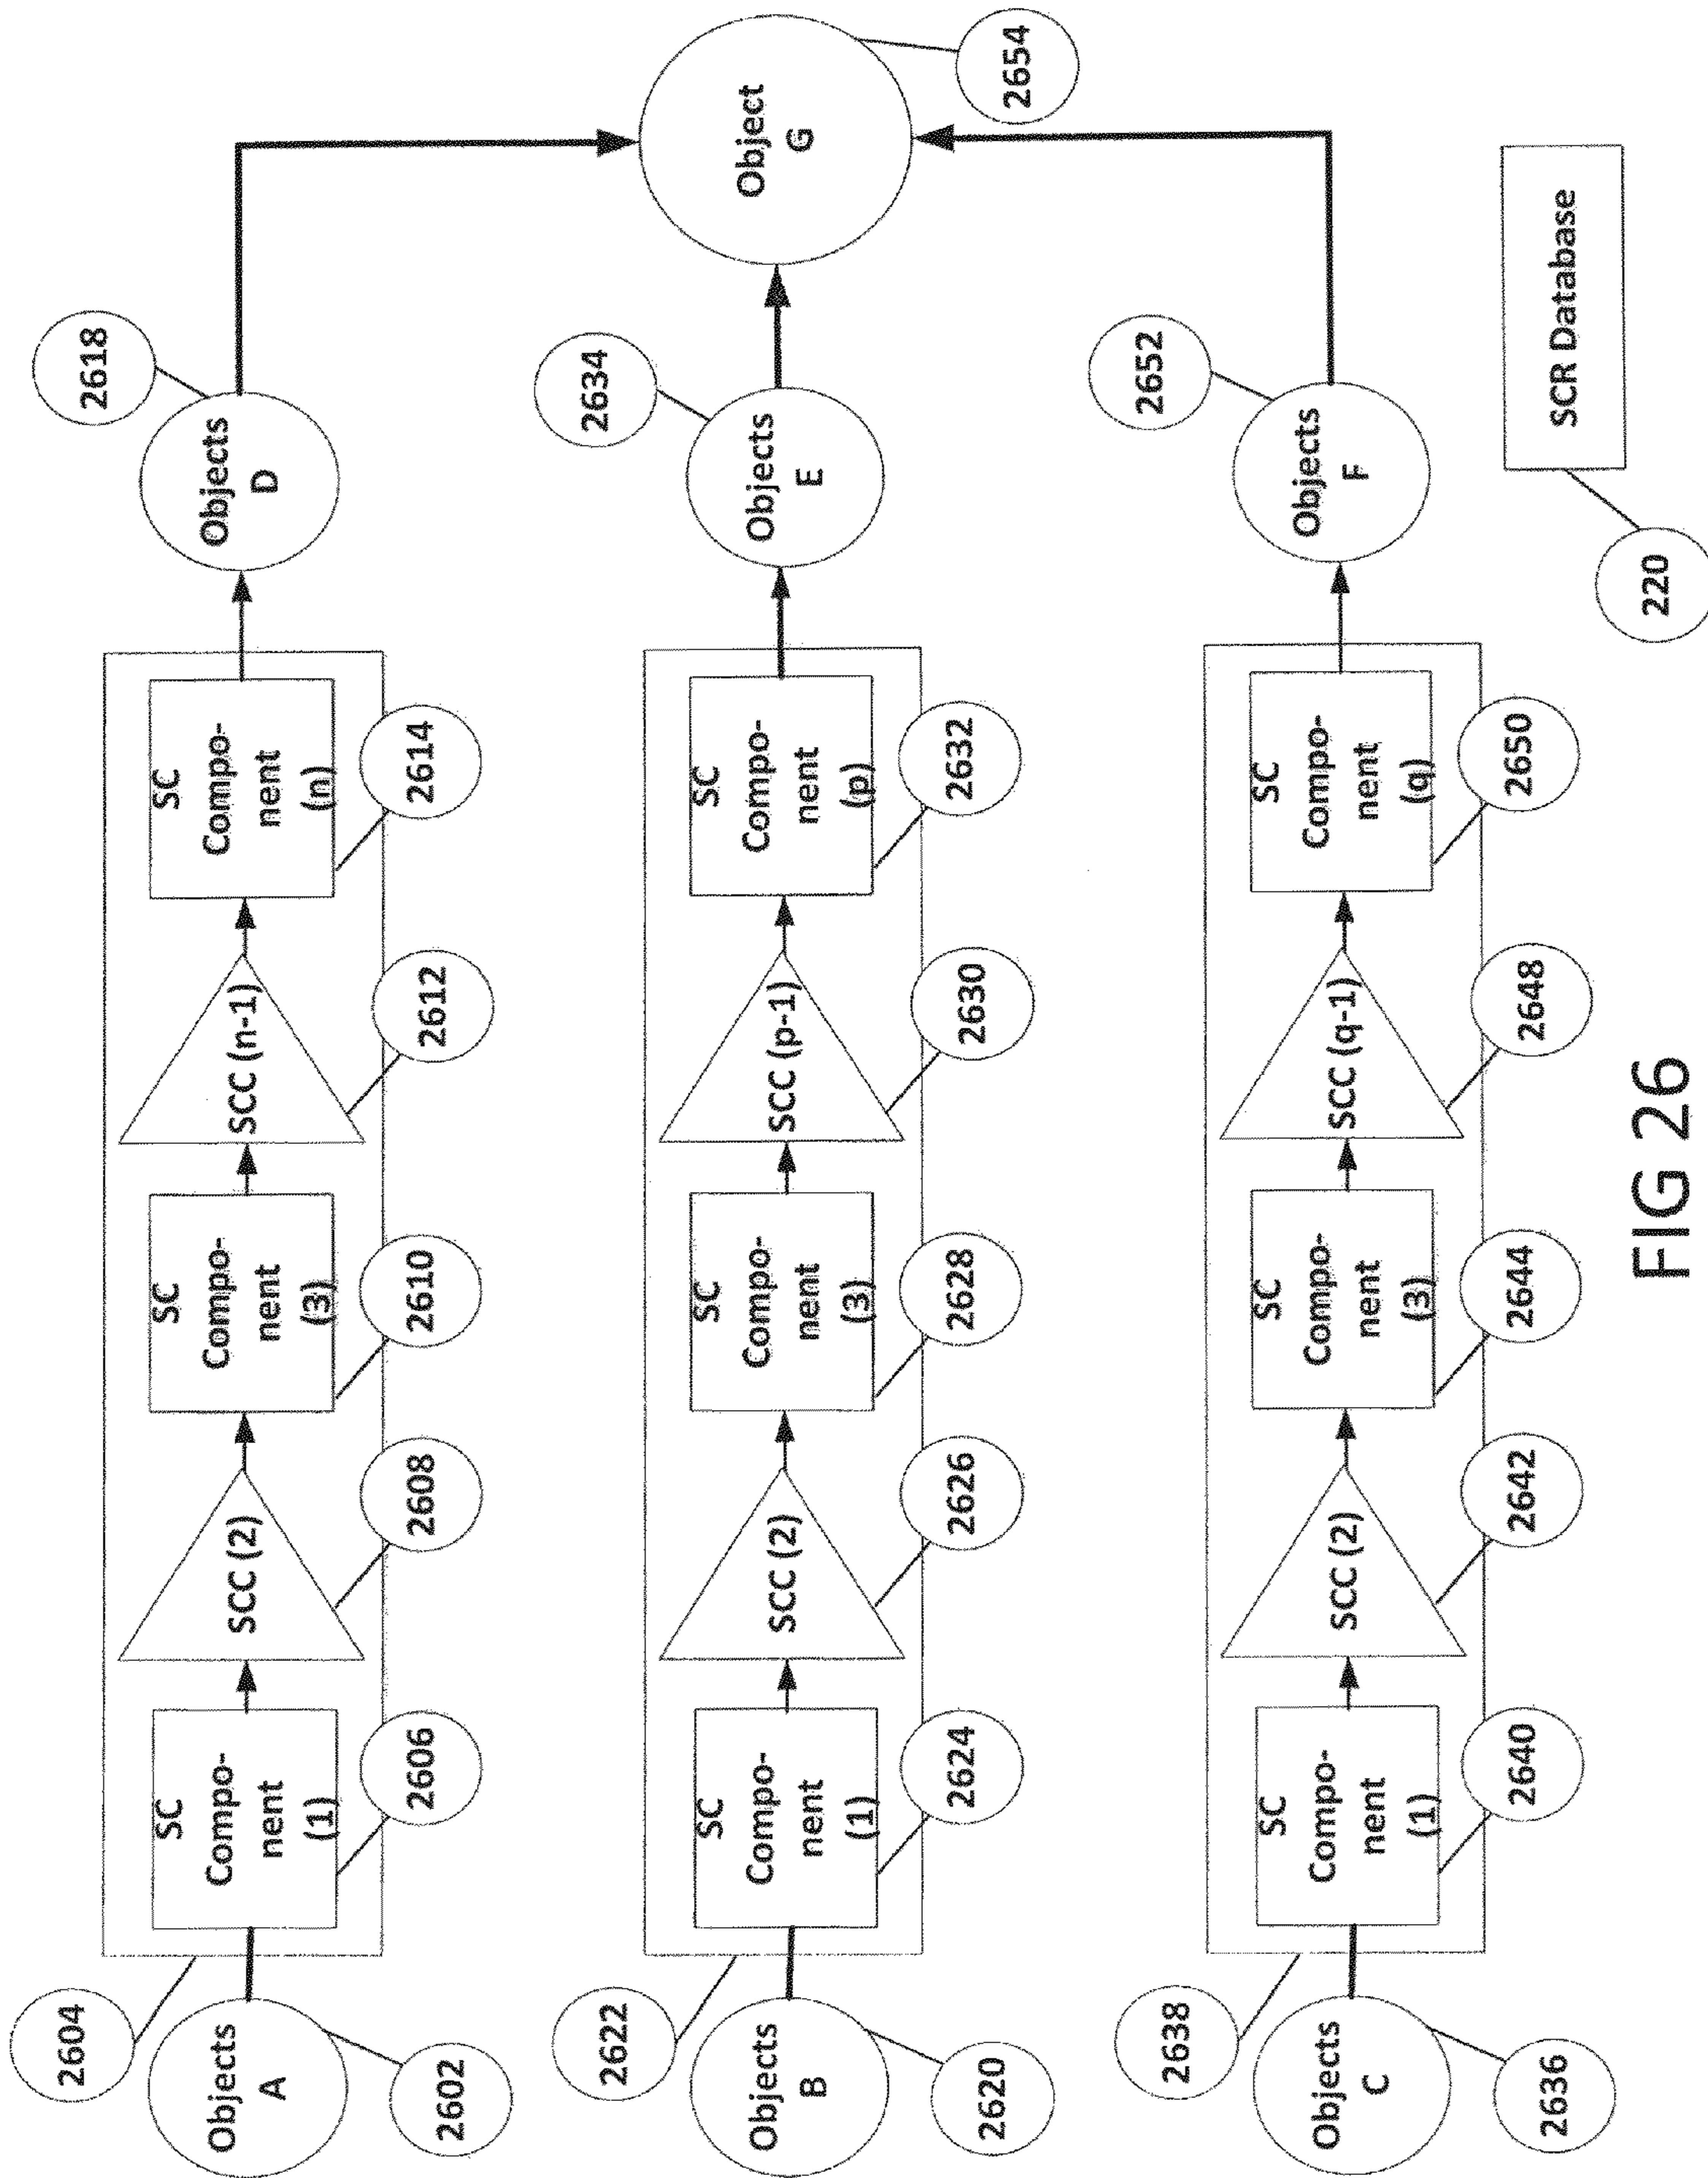 2604
Objects
A
2602
SC
Compo-
nent
(1)
2606
SCC (2)
2608
SC
Compo-
nent
(3)
2610
SCC (n-1)
2612
SC
Compo-
nent
(n)
2614
Objects
D
2618
2622
Objects
B
2620
SC
Compo-
nent
(1)
2624
SCC (2)
2626
SC
Compo-
nent
(3)
2628
SCC (p-1)
2630
SC
Compo-
nent
(p)
2632
Objects
E
2634
Object
G
2654
2638
Objects
C
2636
SC
Compo-
nent
(1)
2640
SCC (2)
2642
SC
Compo-
nent
(3)
2644
SCC (q-1)
2648
SC
Compo-
nent
(q)
2650
Objects
F
2652
SCR Database
220
FIG 26